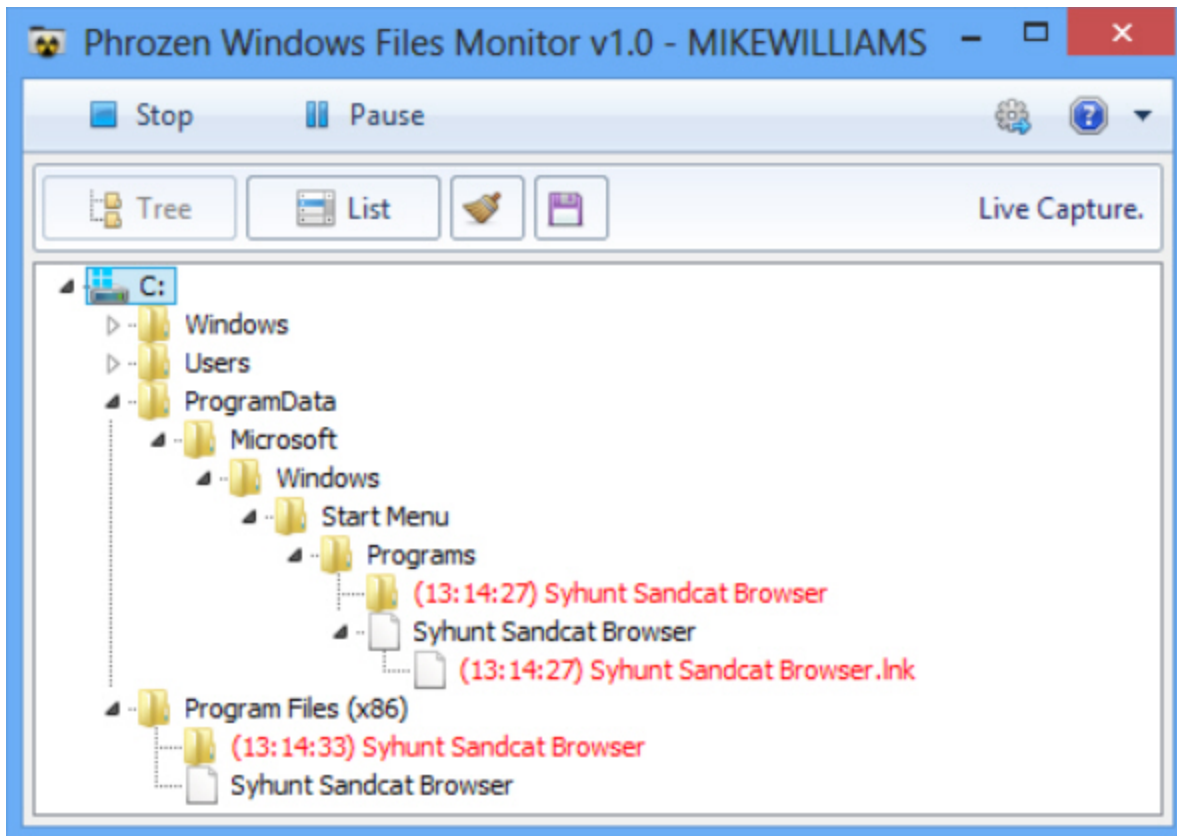 Phrozen Windows Files Monitor v1.0 - MIKEWILLIAMS
Stop Pause
Tree List Live Capture.
C:
Windows
Users
ProgramData
Microsoft
Windows
Start Menu
Programs
(13:14:27) Syhunt Sandcat Browser
Syhunt Sandcat Browser
(13:14:27) Syhunt Sandcat Browser.lnk
Program Files (x86)
(13:14:33) Syhunt Sandcat Browser
Syhunt Sandcat Browser